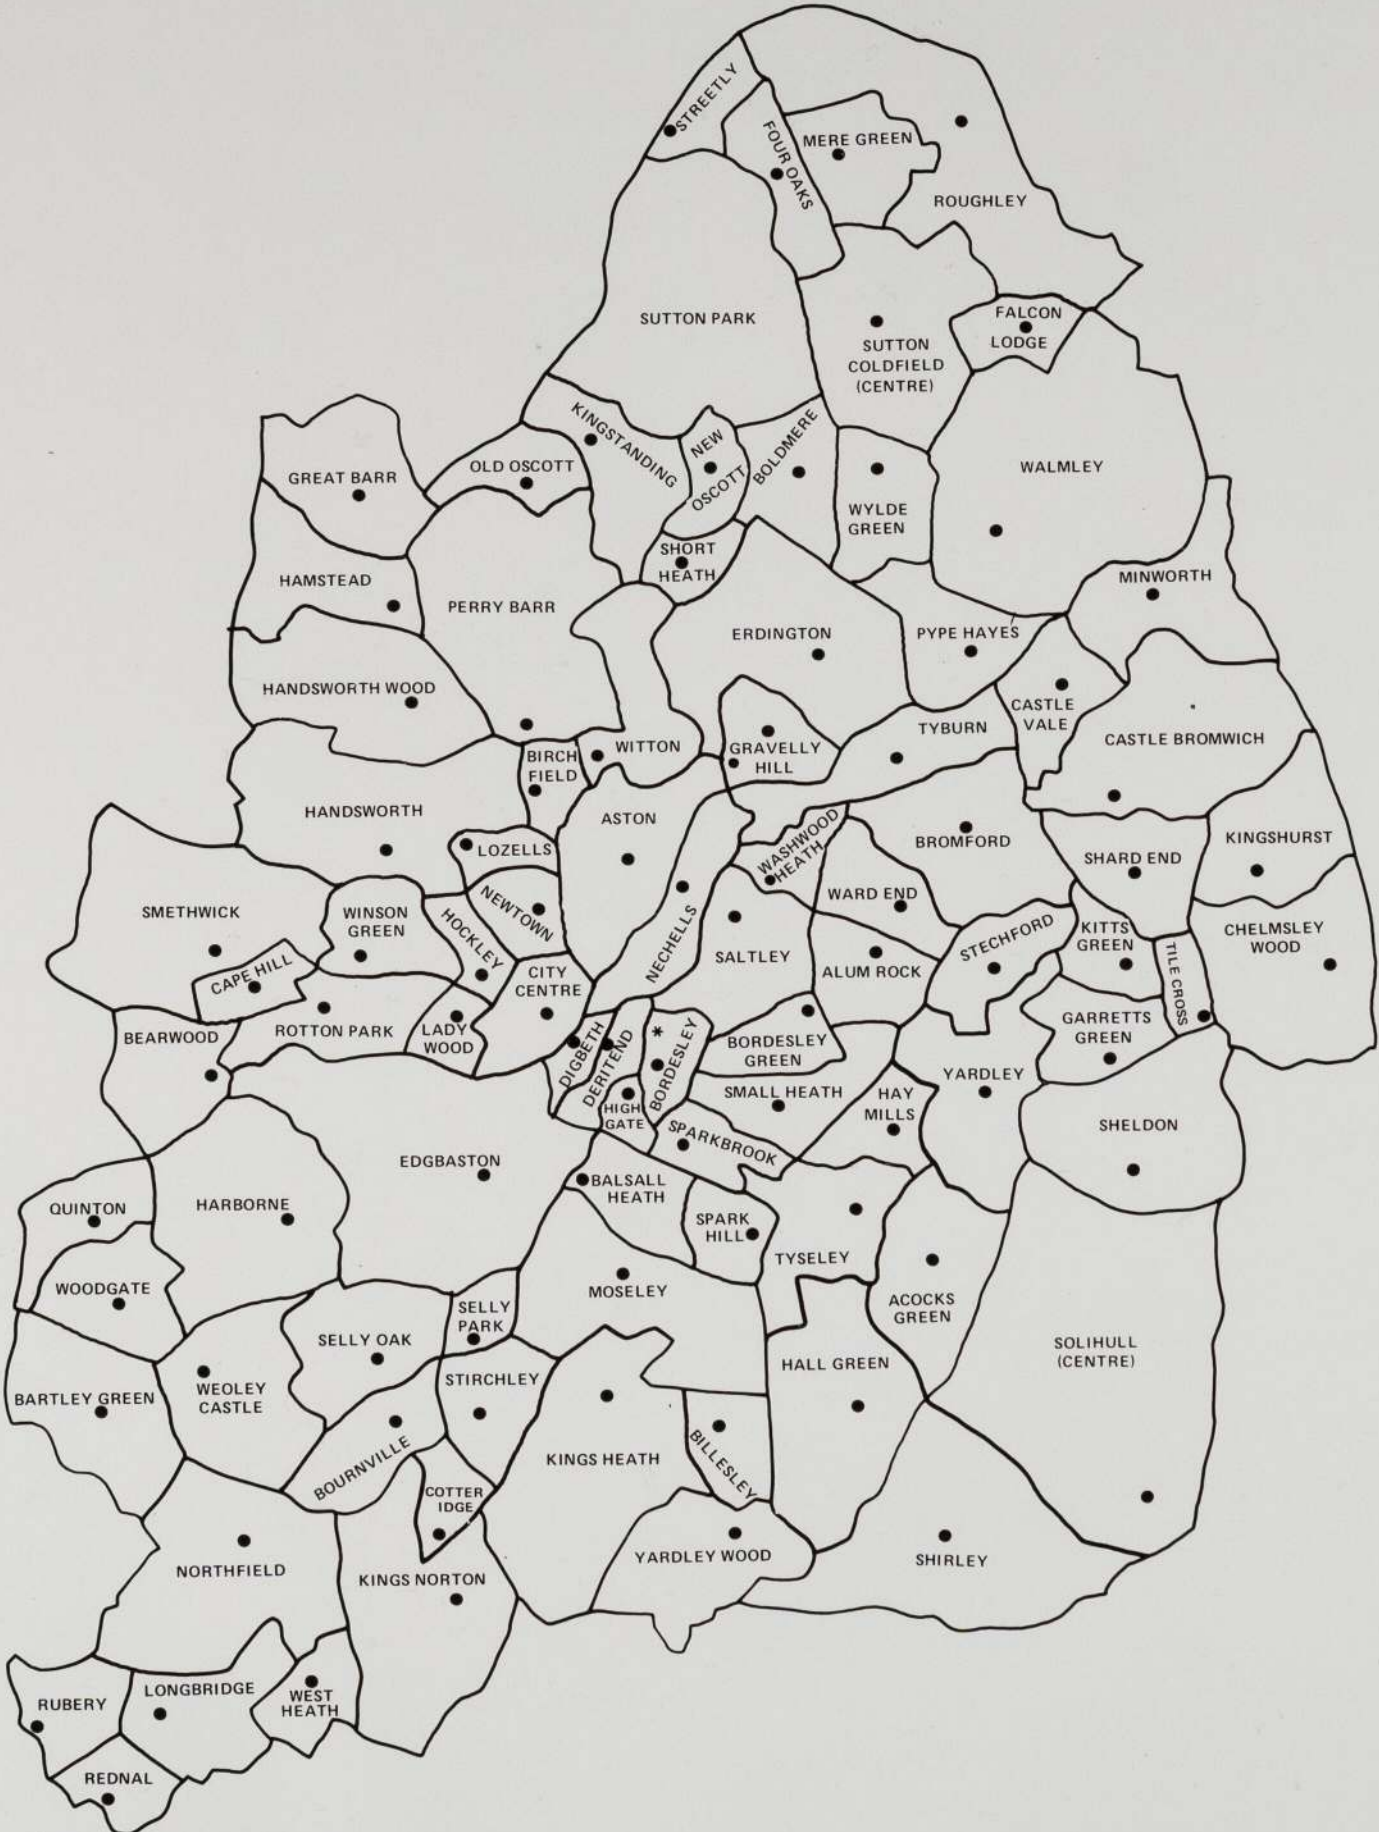 STREETLY
FOUR OAKS
MERE GREEN
ROUGHLEY
SUTTON PARK
SUTTON
COLDFIELD
(CENTRE)
FALCON
LODGE
KINGSTANDING
NEW
OSCOTT
BOLDMERE
WYLDE
GREEN
WALMLEY
GREAT BARR
OLD OSCOTT
SHORT
HEATH
MINWORTH
HAMSTEAD
PERRY BARR
ERDINGTON
PYPE HAYES
HANDSWORTH WOOD
CASTLE
VALE
TYBURN
CASTLE BROMWICH
BIRCH
FIELD
WITTON
GRAVELLY
HILL
HANDSWORTH
ASTON
LOZELLS
WASHWOOD
HEATH
BROMFORD
SHARD END
KINGSHURST
SMETHWICK
WINSON
GREEN
HOCKLEY
NEWTOWN
NECHELLS
WARD END
STECHFORD
KITTS
GREEN
TILE CROSS
CHELMSLEY
WOOD
CAPE HILL
CITY
CENTRE
SALTLEY
ALUM ROCK
BEARWOOD
ROTTON PARK
LADY
WOOD
DIGBETH
DERITEND
*
BORDESLEY
BORDESLEY
GREEN
GARRETTS
GREEN
YARDLEY
HIGH
GATE
SMALL HEATH
HAY
MILLS
SHELDON
SPARKBROOK
EDGBASTON
BALSALL
HEATH
QUINTON
HARBORNE
SPARK
HILL
TYSELEY
WOODGATE
MOSELEY
ACOCKS
GREEN
SELLY
PARK
SELLY OAK
SOLIHULL
(CENTRE)
HALL GREEN
BARTLEY GREEN
WEOLEY
CASTLE
STIRCHLEY
BOURNVILLE
KINGS HEATH
BILLESLEY
COTTER
IDGE
NORTHFIELD
KINGS NORTON
YARDLEY WOOD
SHIRLEY
RUBERY
LONGBRIDGE
WEST
HEATH
REDNAL